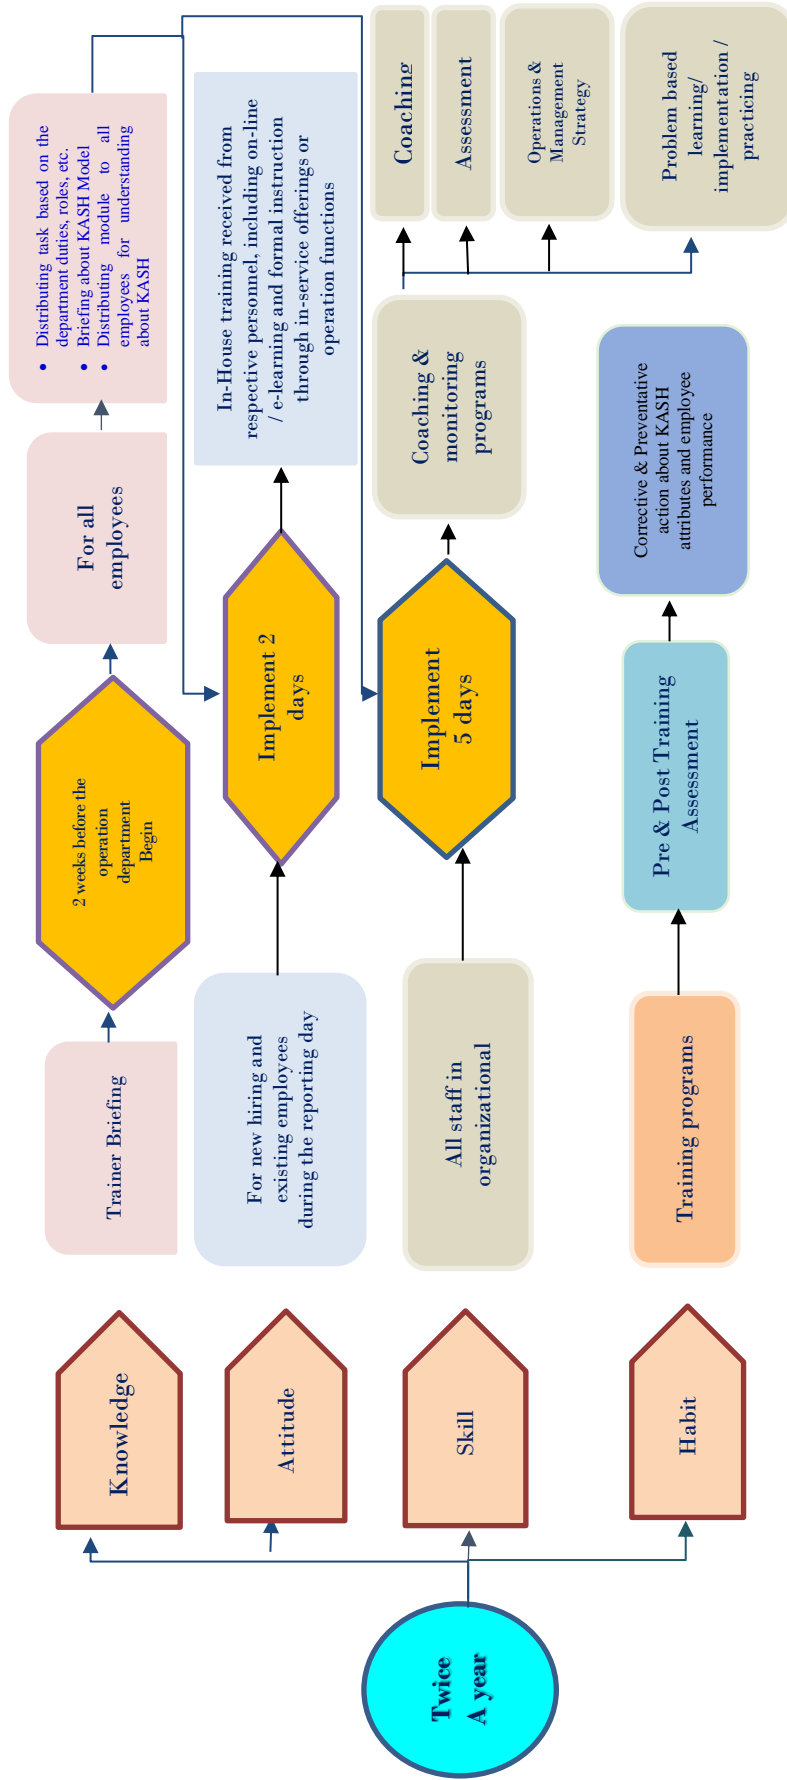 Twice
A year
Knowledge
Trainer Briefing
2 weeks before the
operation
department
Begin
For all
employees
• Distributing task based on the
department duties, roles, etc.
• Briefing about KASH Model
• Distributing module to all
employees for understanding
about KASH
Attitude
For new hiring and
existing employees
during the reporting day
Implement 2
days
In-House training received from
respective personnel, including on-line
/ e-learning and formal instruction
through in-service offerings or
operation functions
Skill
All staff in
organizational
Implement
5 days
Coaching &
monitoring
programs
Coaching
Assessment
Operations &
Management
Strategy
Problem based
learning/
implementation /
practicing
Habit
Training programs
Pre & Post Training
Assessment
Corrective & Preventative
action about KASH
attributes and employee
performance